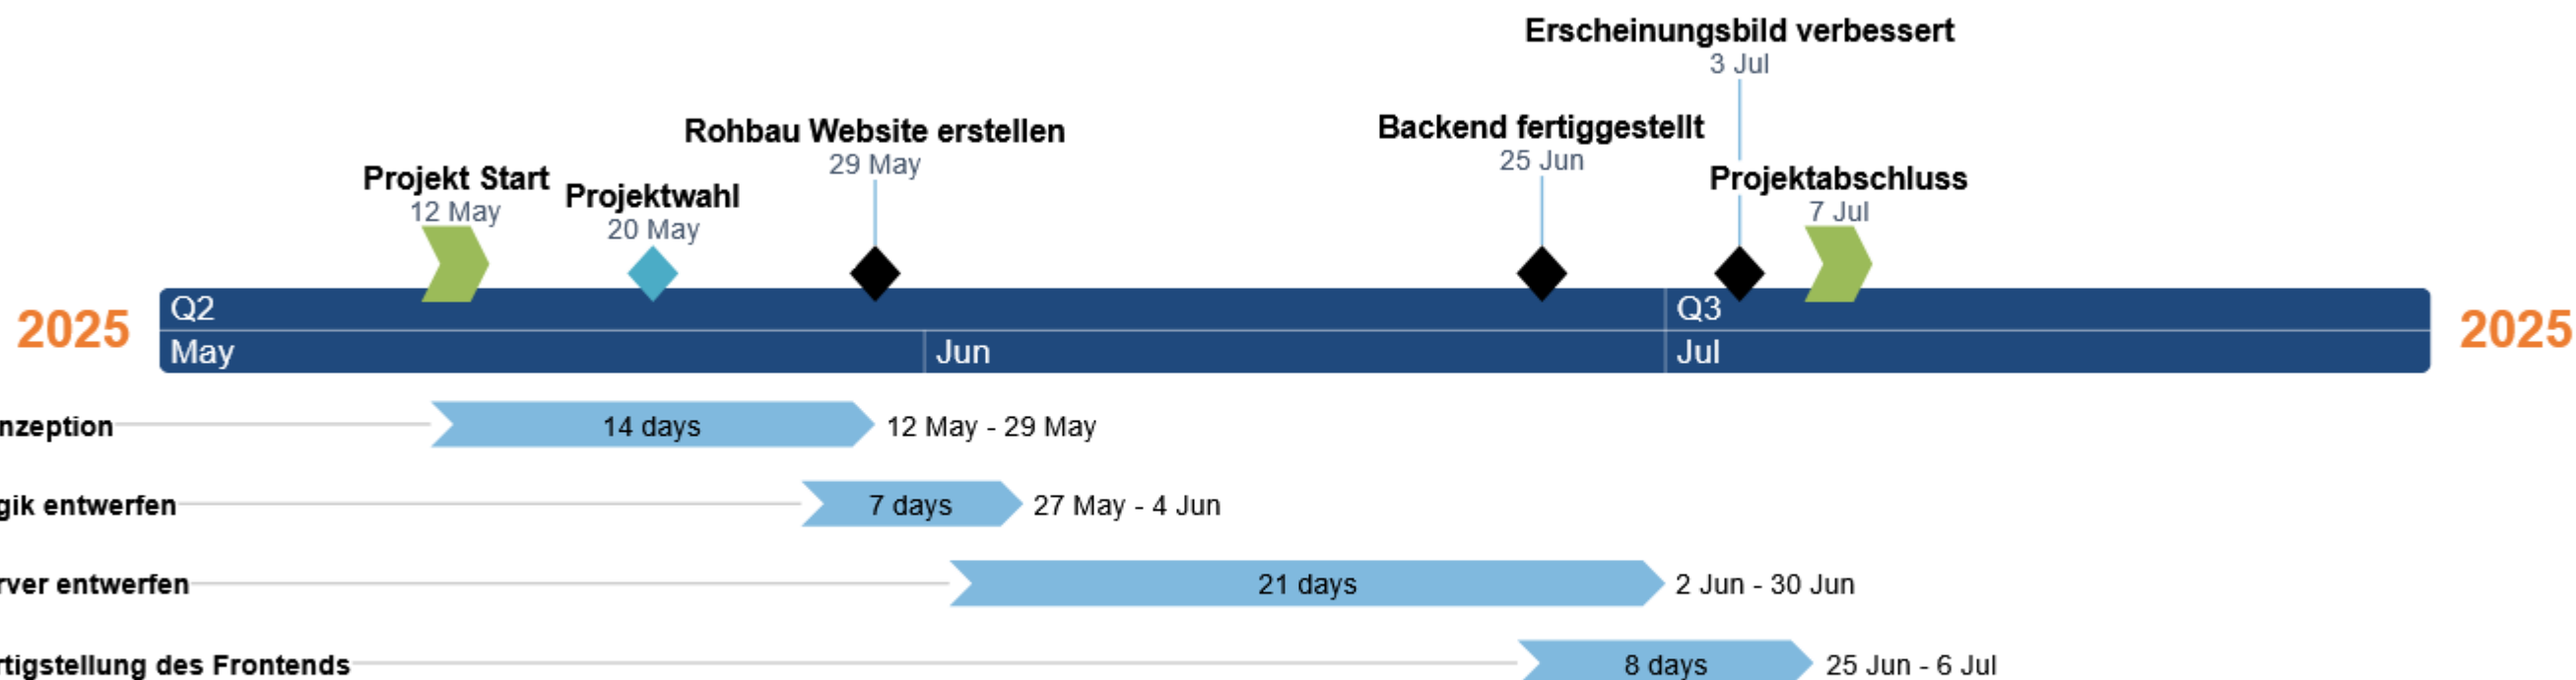 Erscheinungsbild verbessert
3 Jul
Backend fertiggestellt
25 Jun
Rohbau Website erstellen
29 May
Projekt Start
12 May
Projektwahl
20 May
Projektabschluss
7 Jul
2025
Q2
Q3
2025
May
Jun
Jul
nzeption
14 days
12 May - 29 May
gik entwerfen
7 days
27 May - 4 Jun
rver entwerfen
21 days
2 Jun - 30 Jun
rtigstellung des Frontends
8 days
25 Jun - 6 Jul